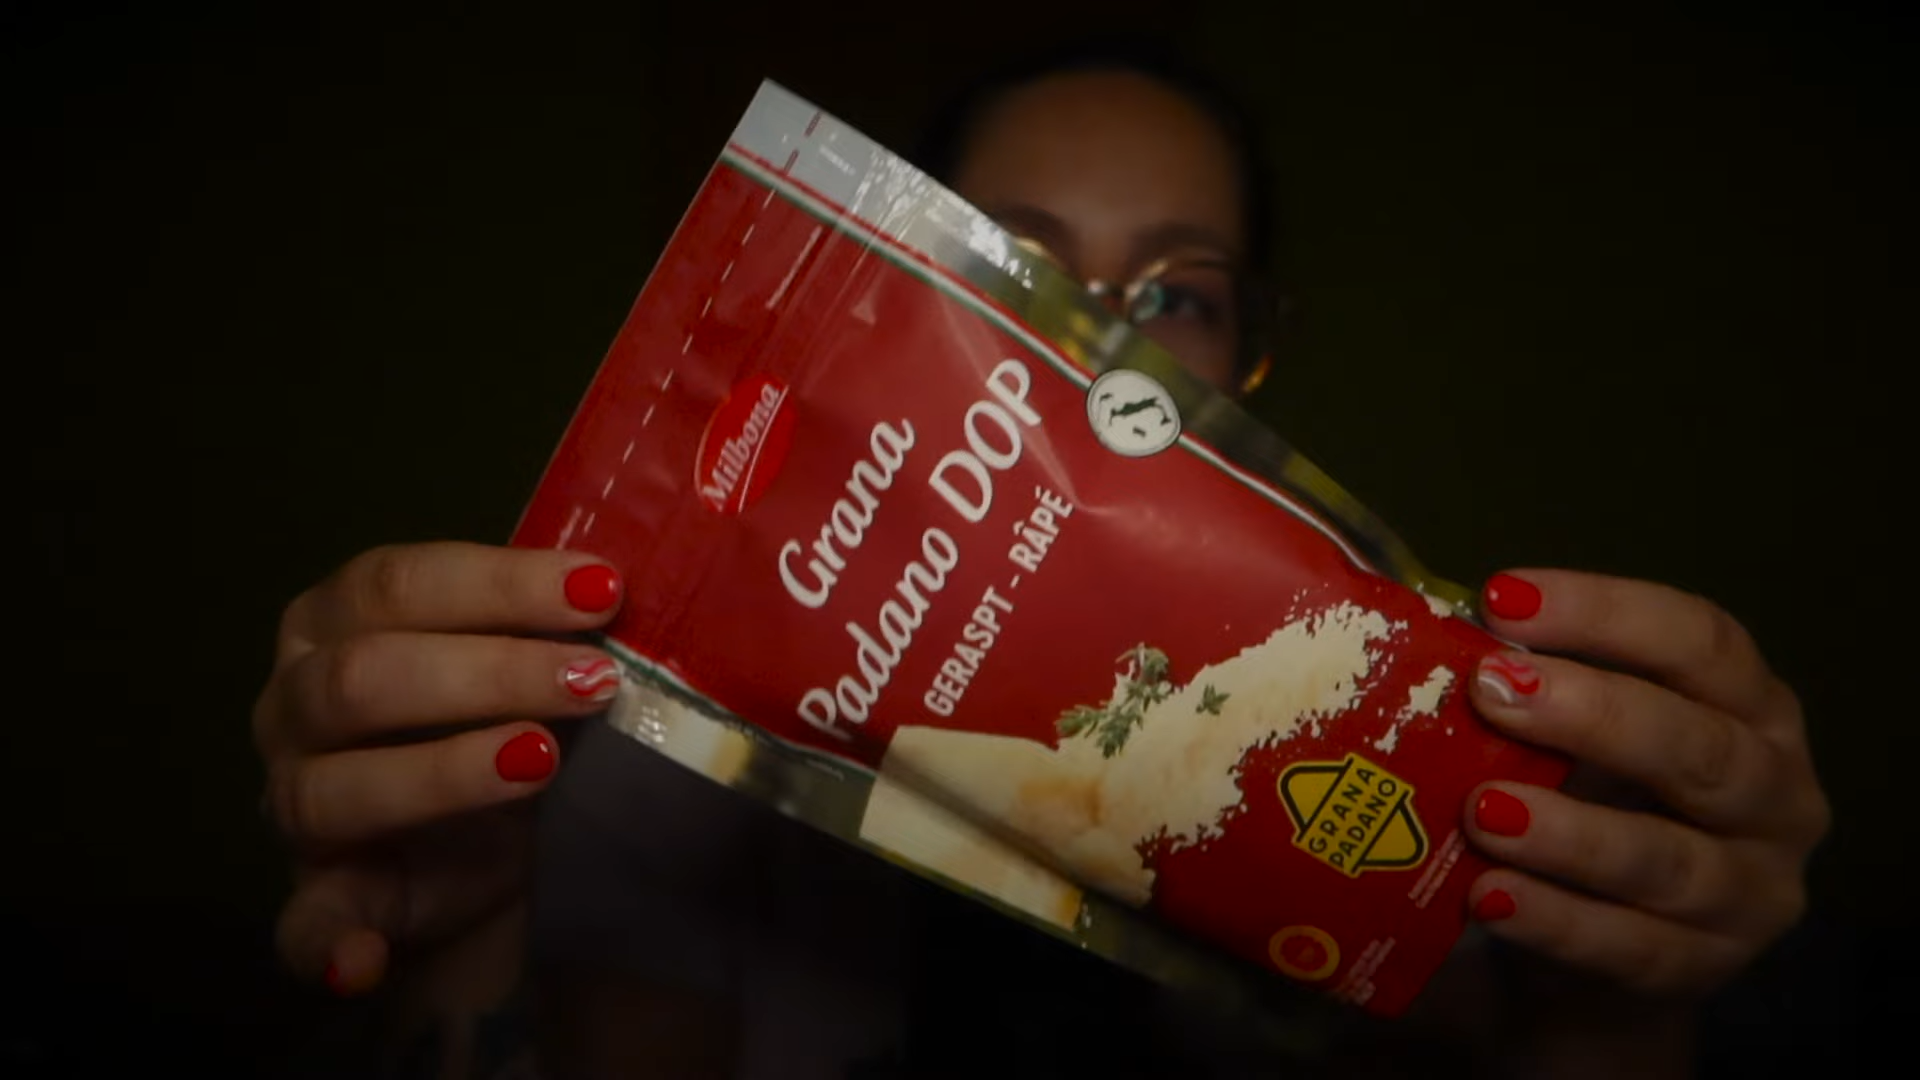 Milbona
Grana
Padano DOP
GERASPT - RÂPÉ
GRANA
PADANO